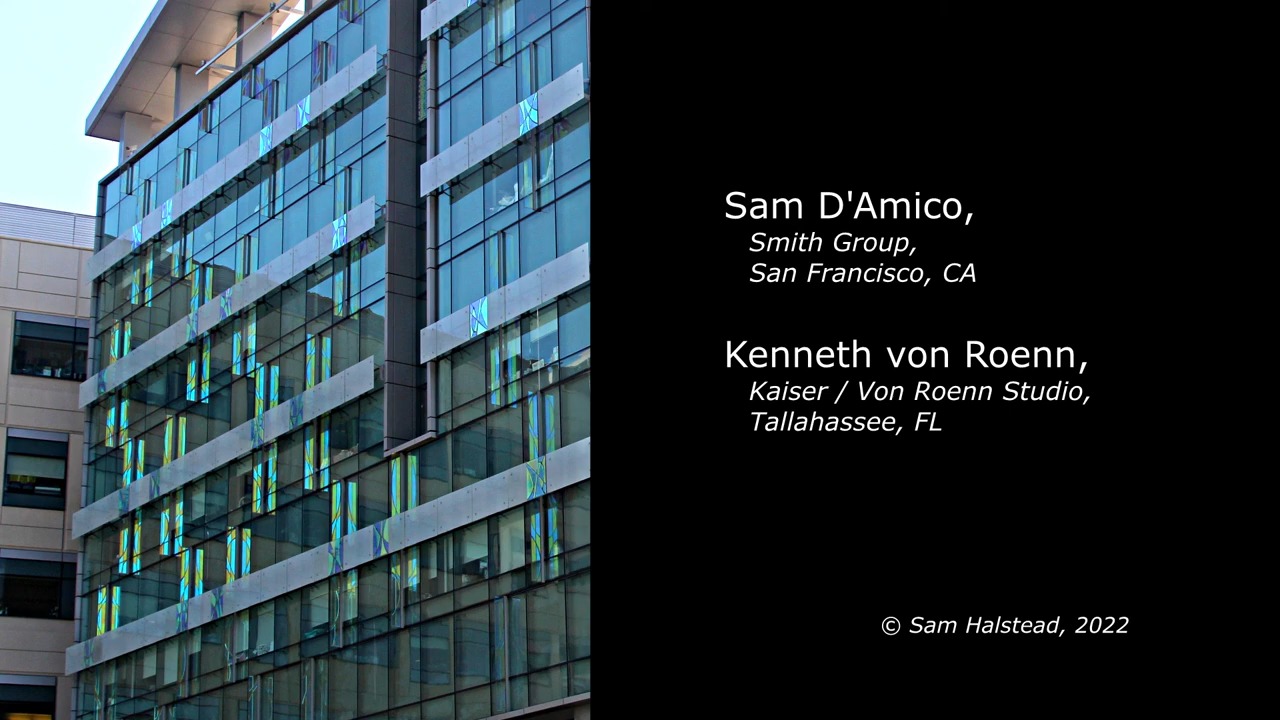 Sam D'Amico,
Smith Group,
San Francisco, CA
Kenneth von Roenn,
Kaiser / Von Roenn Studio,
Tallahassee, FL
© Sam Halstead, 2022